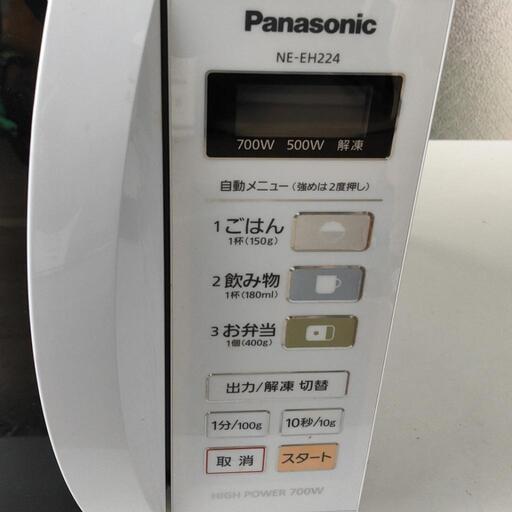 Panasonic
NE-EH224
700W 500W 解凍
自動メニュー (強めは2度押し)
1 ごはん
1杯(150g)
2 飲み物
1杯(180ml)
3 お弁当
1個(400g)
出力/解凍 切替
1分/100g 10秒/10g
取消 スタート
HIGH POWER 700W